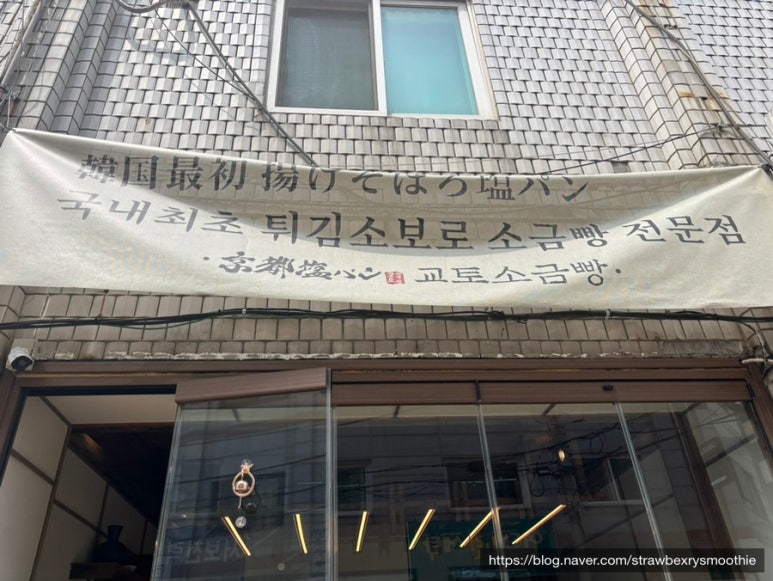 韓国最初 揚げそぼろ塩パン
국내최초 튀김소보로 소금빵 전문점
·京都塩パン 교토소금빵·
https://blog.naver.com/strawbexrysmoothie